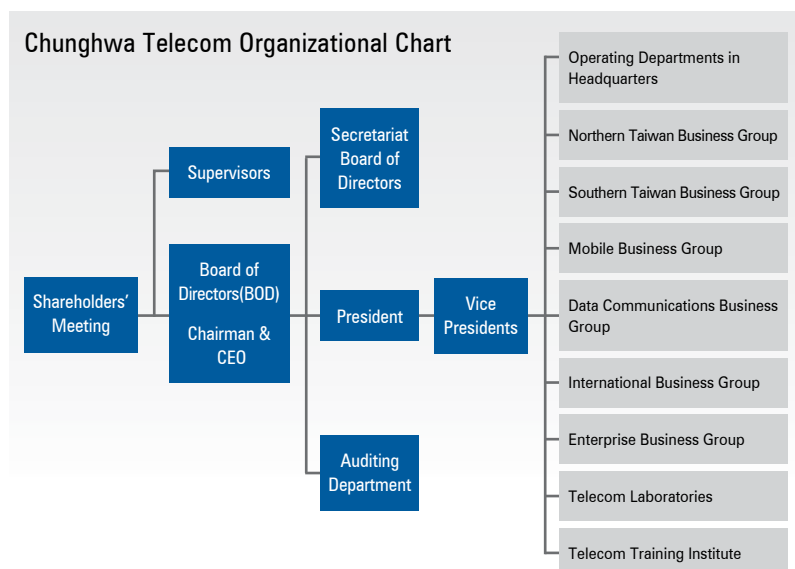 Chunghwa Telecom Organizational Chart
Shareholders'
Meeting
Supervisors
Board of
Directors(BOD)
Chairman &
CEO
Secretariat
Board of
Directors
President
Auditing
Department
Vice
Presidents
Operating Departments in
Headquarters
Northern Taiwan Business Group
Southern Taiwan Business Group
Mobile Business Group
Data Communications Business
Group
International Business Group
Enterprise Business Group
Telecom Laboratories
Telecom Training Institute